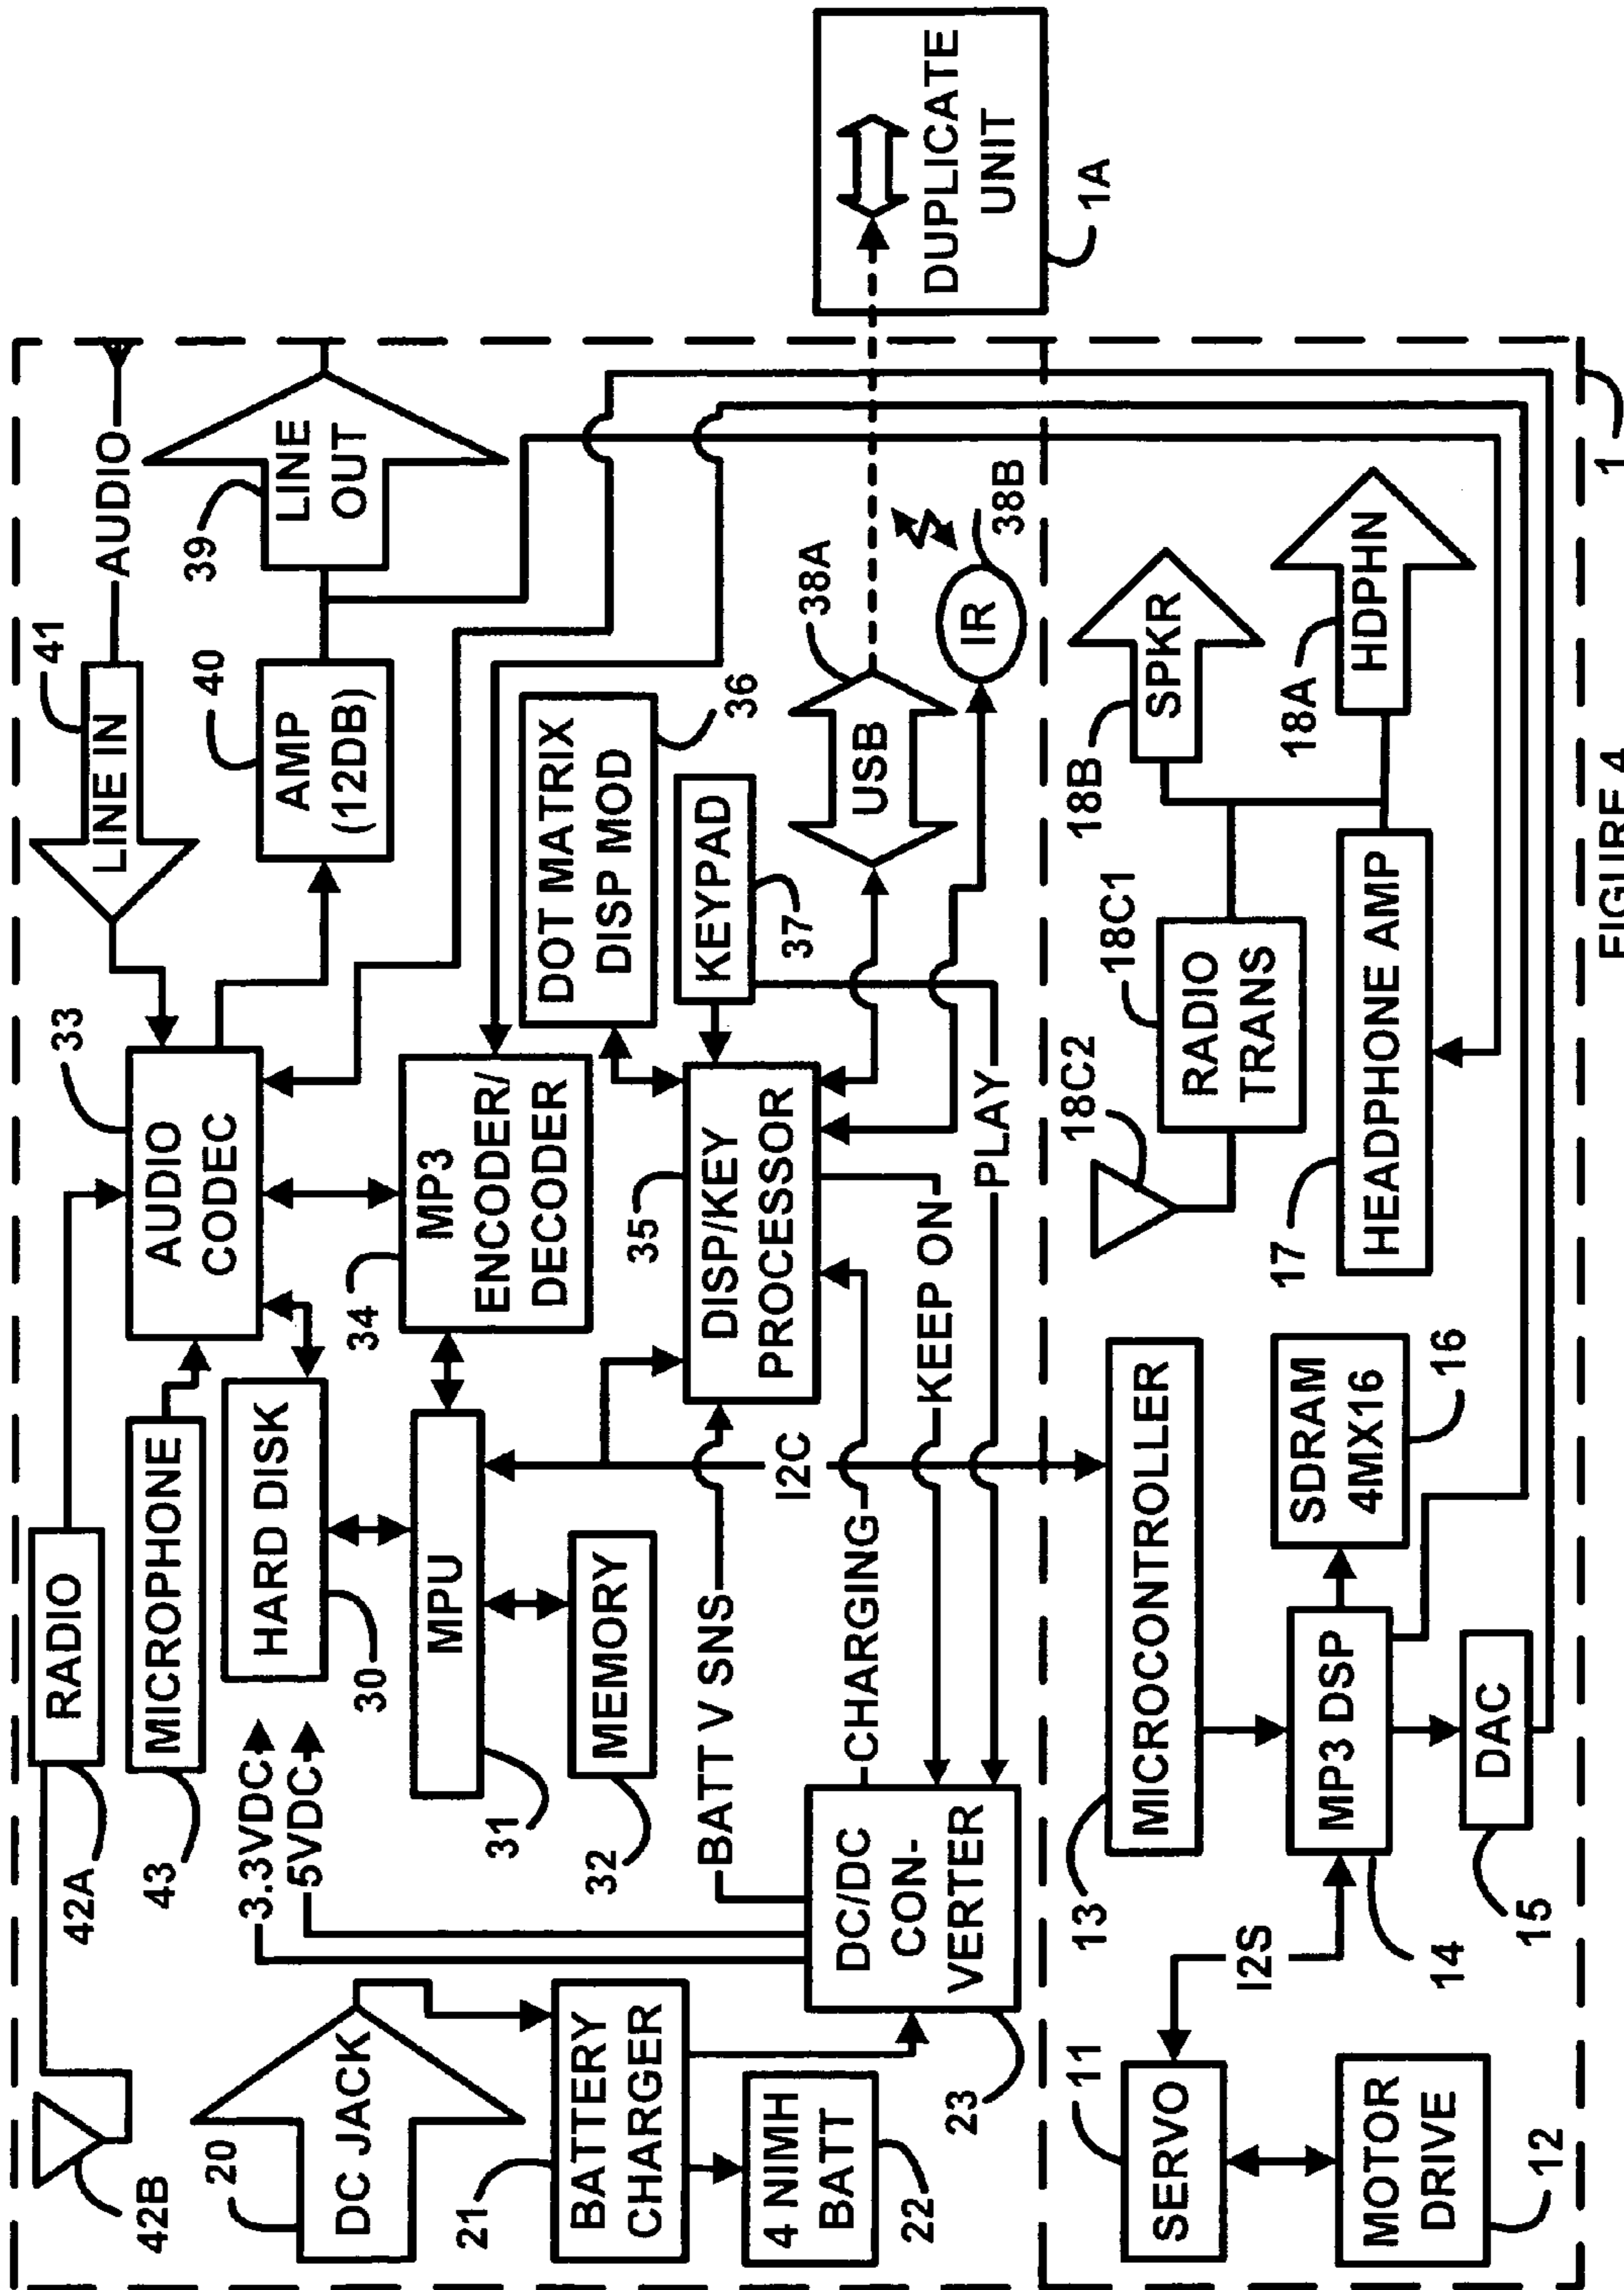 42B
42A
RADIO
20
DC JACK
43
MICROPHONE
3.3VDC
5VDC
30
HARD DISK
33
AUDIO
CODEC
41
LINE IN
AUDIO
40
AMP
(12DB)
39
LINE
OUT
21
BATTERY
CHARGER
31
MPU
34
MP3
ENCODER/
DECODER
DOT MATRIX
DISP MOD
36
22
4 NIMH
BATT
32
MEMORY
BATT V SNS
35
DISP/KEY
PROCESSOR
KEYPAD
37
USB
38A
IR
38B
23
DC/DC
CON-
VERTER
CHARGING
I2C
KEEP ON
PLAY
DUPLICATE
UNIT
1A
11
SERVO
12
MOTOR
DRIVE
I2S
13
MICROCONTROLLER
14
MP3 DSP
15
DAC
SDRAM
4MX16
16
18C2
18C1
RADIO
TRANS
18B
SPKR
17
HEADPHONE AMP
18A
HDPHN
1
FIGURE 4